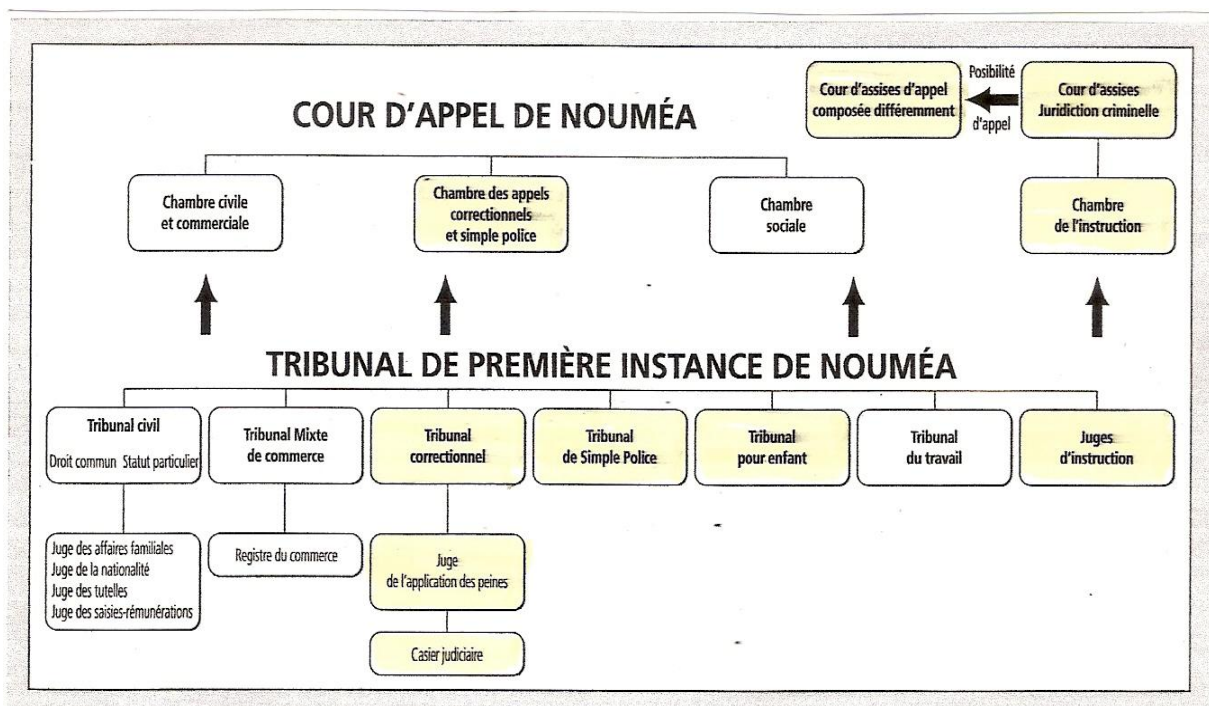 Cour d'assises d'appel
composée différemment
Posibilité
d'appel
Cour d'assises
Juridiction criminelle
COUR D'APPEL DE NOUMÉA
Chambre civile
et commerciale
Chambre des appels
correctionnels
et simple police
Chambre
sociale
Chambre
de l'instruction
TRIBUNAL DE PREMIÈRE INSTANCE DE NOUMÉA
Tribunal civil
Droit commun Statut particulier
Tribunal Mixte
de commerce
Tribunal
correctionnel
Tribunal
de Simple Police
Tribunal
pour enfant
Tribunal
du travail
Juges
d'instruction
Juge des affaires familiales
Juge de la nationalité
Juge des tutelles
Juge des saisies-rémunérations
Registre du commerce
Juge
de l'application des peines
Casier judiciaire